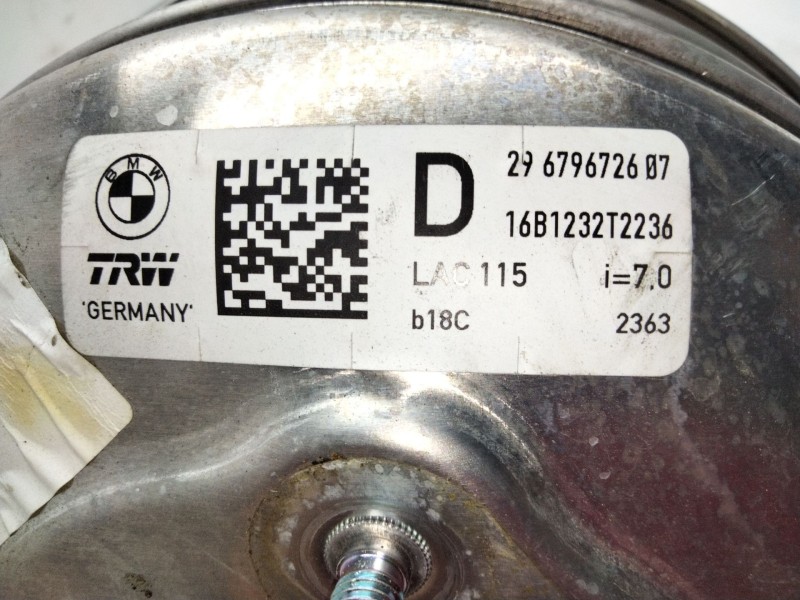 BMW
TRW
GERMANY
D
29 6796726 07
16B1232T2236
LAC 115 i=7.0
b18C 2363